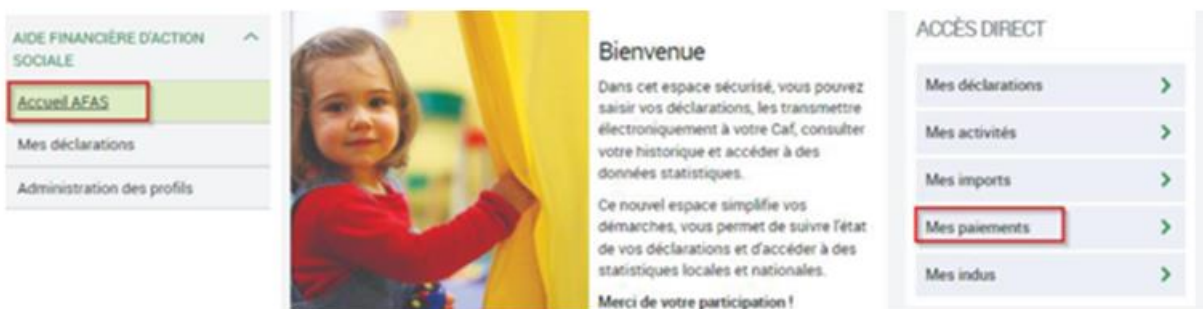 AIDE FINANCIÈRE D'ACTION
SOCIALE
Accueil AFAS
Mes déclarations
Administration des profils
Bienvenue
Dans cet espace sécurisé, vous pouvez
saisir vos déclarations, les transmettre
électroniquement à votre Caf, consulter
votre historique et accéder à des
données statistiques.
Ce nouvel espace simplifie vos
démarches, vous permet de suivre l'état
de vos déclarations et d'accéder à des
statistiques locales et nationales.
Merci de votre participation !
ACCÈS DIRECT
Mes déclarations
Mes activités
Mes imports
Mes paiements
Mes indus